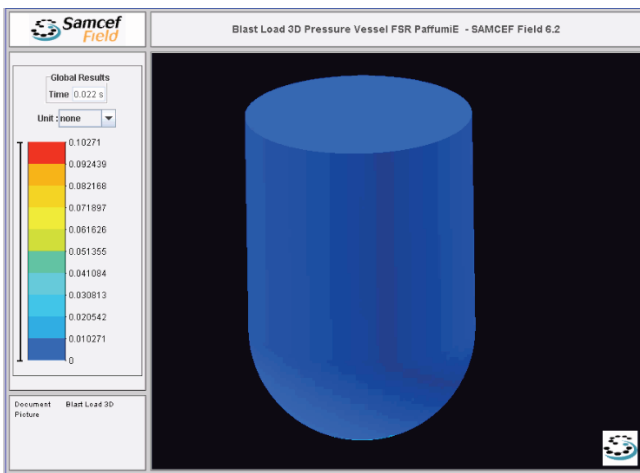 Samcef
Field
Blast Load 3D Pressure Vessel FSR PaffumiE - SAMCEF Field 6.2
Global Results
Time 0.022 s
Unit : none
0.10271
0.092439
0.082168
0.071897
0.061626
0.051355
0.041084
0.030813
0.020542
0.010271
0
Document Blast Load 3D
Picture